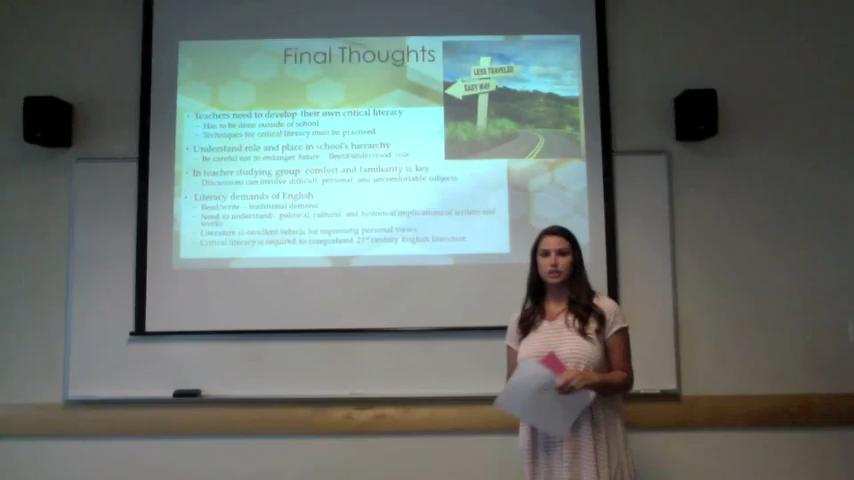 Final Thoughts
LESS TRAVELED
EASY WAY
• Teachers need to develop their own critical literacy
– Has to be done outside of school
– Techniques for critical literacy must be practiced
• Understand role and place in school's hierarchy
– Be careful not to endanger future role
• In teacher studying group comfort and familiarity is key
– Discussions can involve difficult, personal, and uncomfortable subjects
• Literacy demands of English
– Read/write – traditional demand
– Need to understand: political, cultural, and historical implications of written and
works
– Literature is excellent vehicle for expressing personal views
– Critical literacy is required to comprehend 21st century English literature